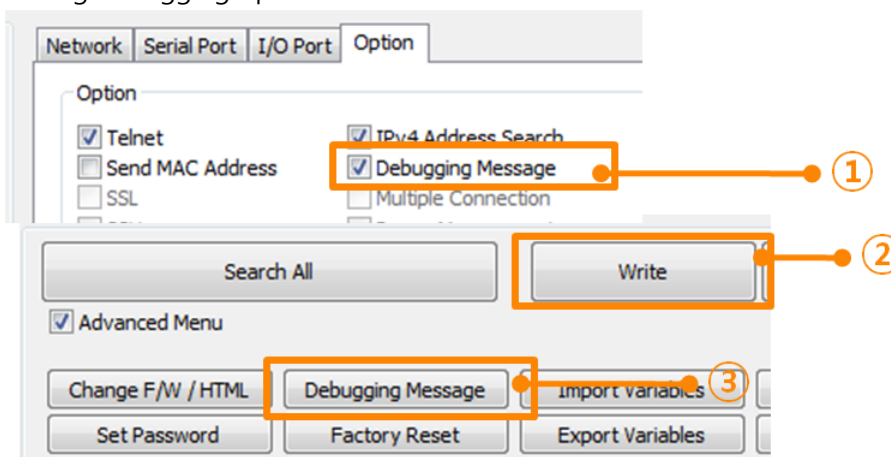 Network Serial Port I/O Port Option
Option
Telnet IPv4 Address Search
Send MAC Address Debugging Message ①
SSL Multiple Connection
Search All Write ②
Advanced Menu
Change F/W / HTML Debugging Message Import Variables ③
Set Password Factory Reset Export Variables